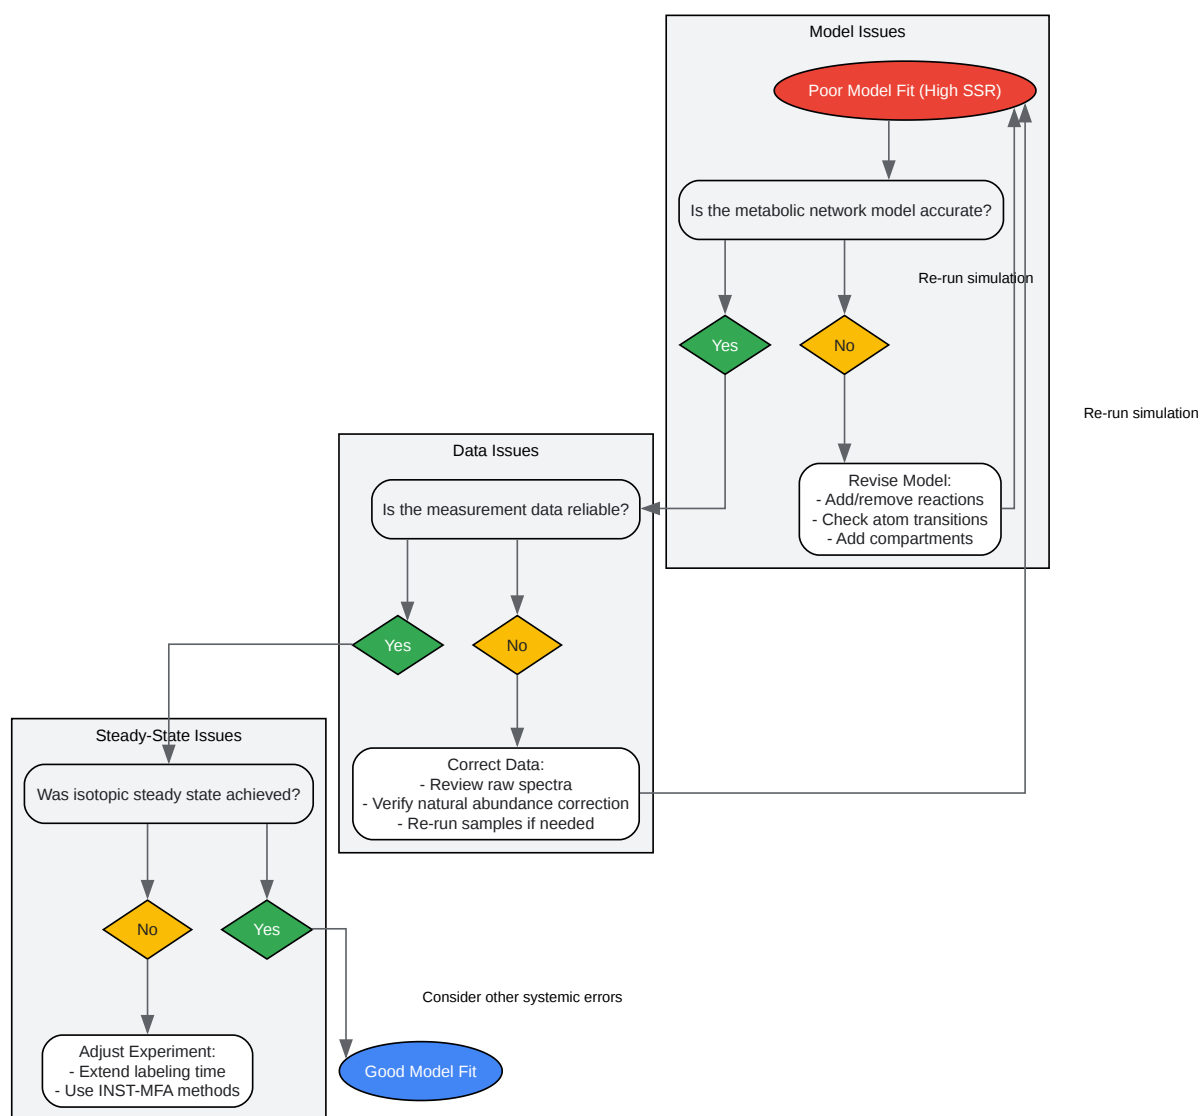 Model Issues
Poor Model Fit (High SSR)
Is the metabolic network model accurate?
Re-run simulation
Yes
No
Re-run simulation
Revise Model:
- Add/remove reactions
- Check atom transitions
- Add compartments
Data Issues
Is the measurement data reliable?
Yes
No
Correct Data:
- Review raw spectra
- Verify natural abundance correction
- Re-run samples if needed
Steady-State Issues
Was isotopic steady state achieved?
No
Yes
Consider other systemic errors
Adjust Experiment:
- Extend labeling time
- Use INST-MFA methods
Good Model Fit